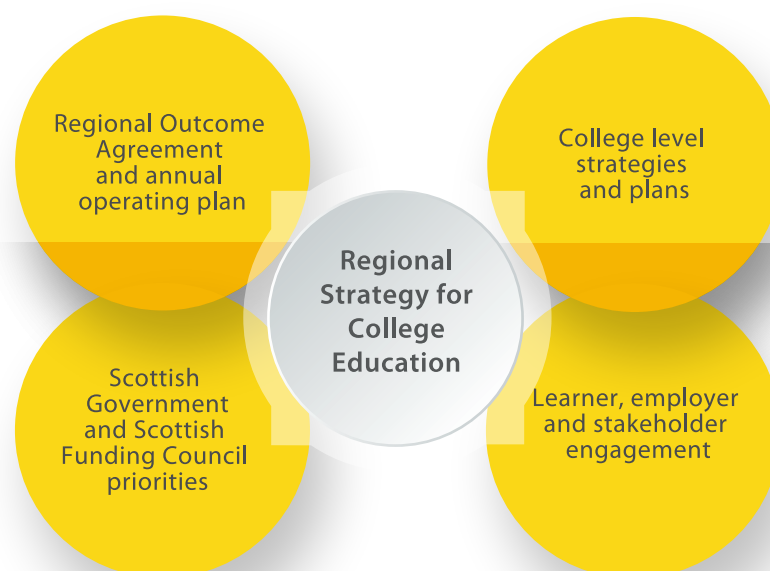 Regional Outcome
Agreement
and annual
operating plan
College level
strategies
and plans
Regional
Strategy for
College
Education
Scottish
Government
and Scottish
Funding Council
priorities
Learner, employer
and stakeholder
engagement